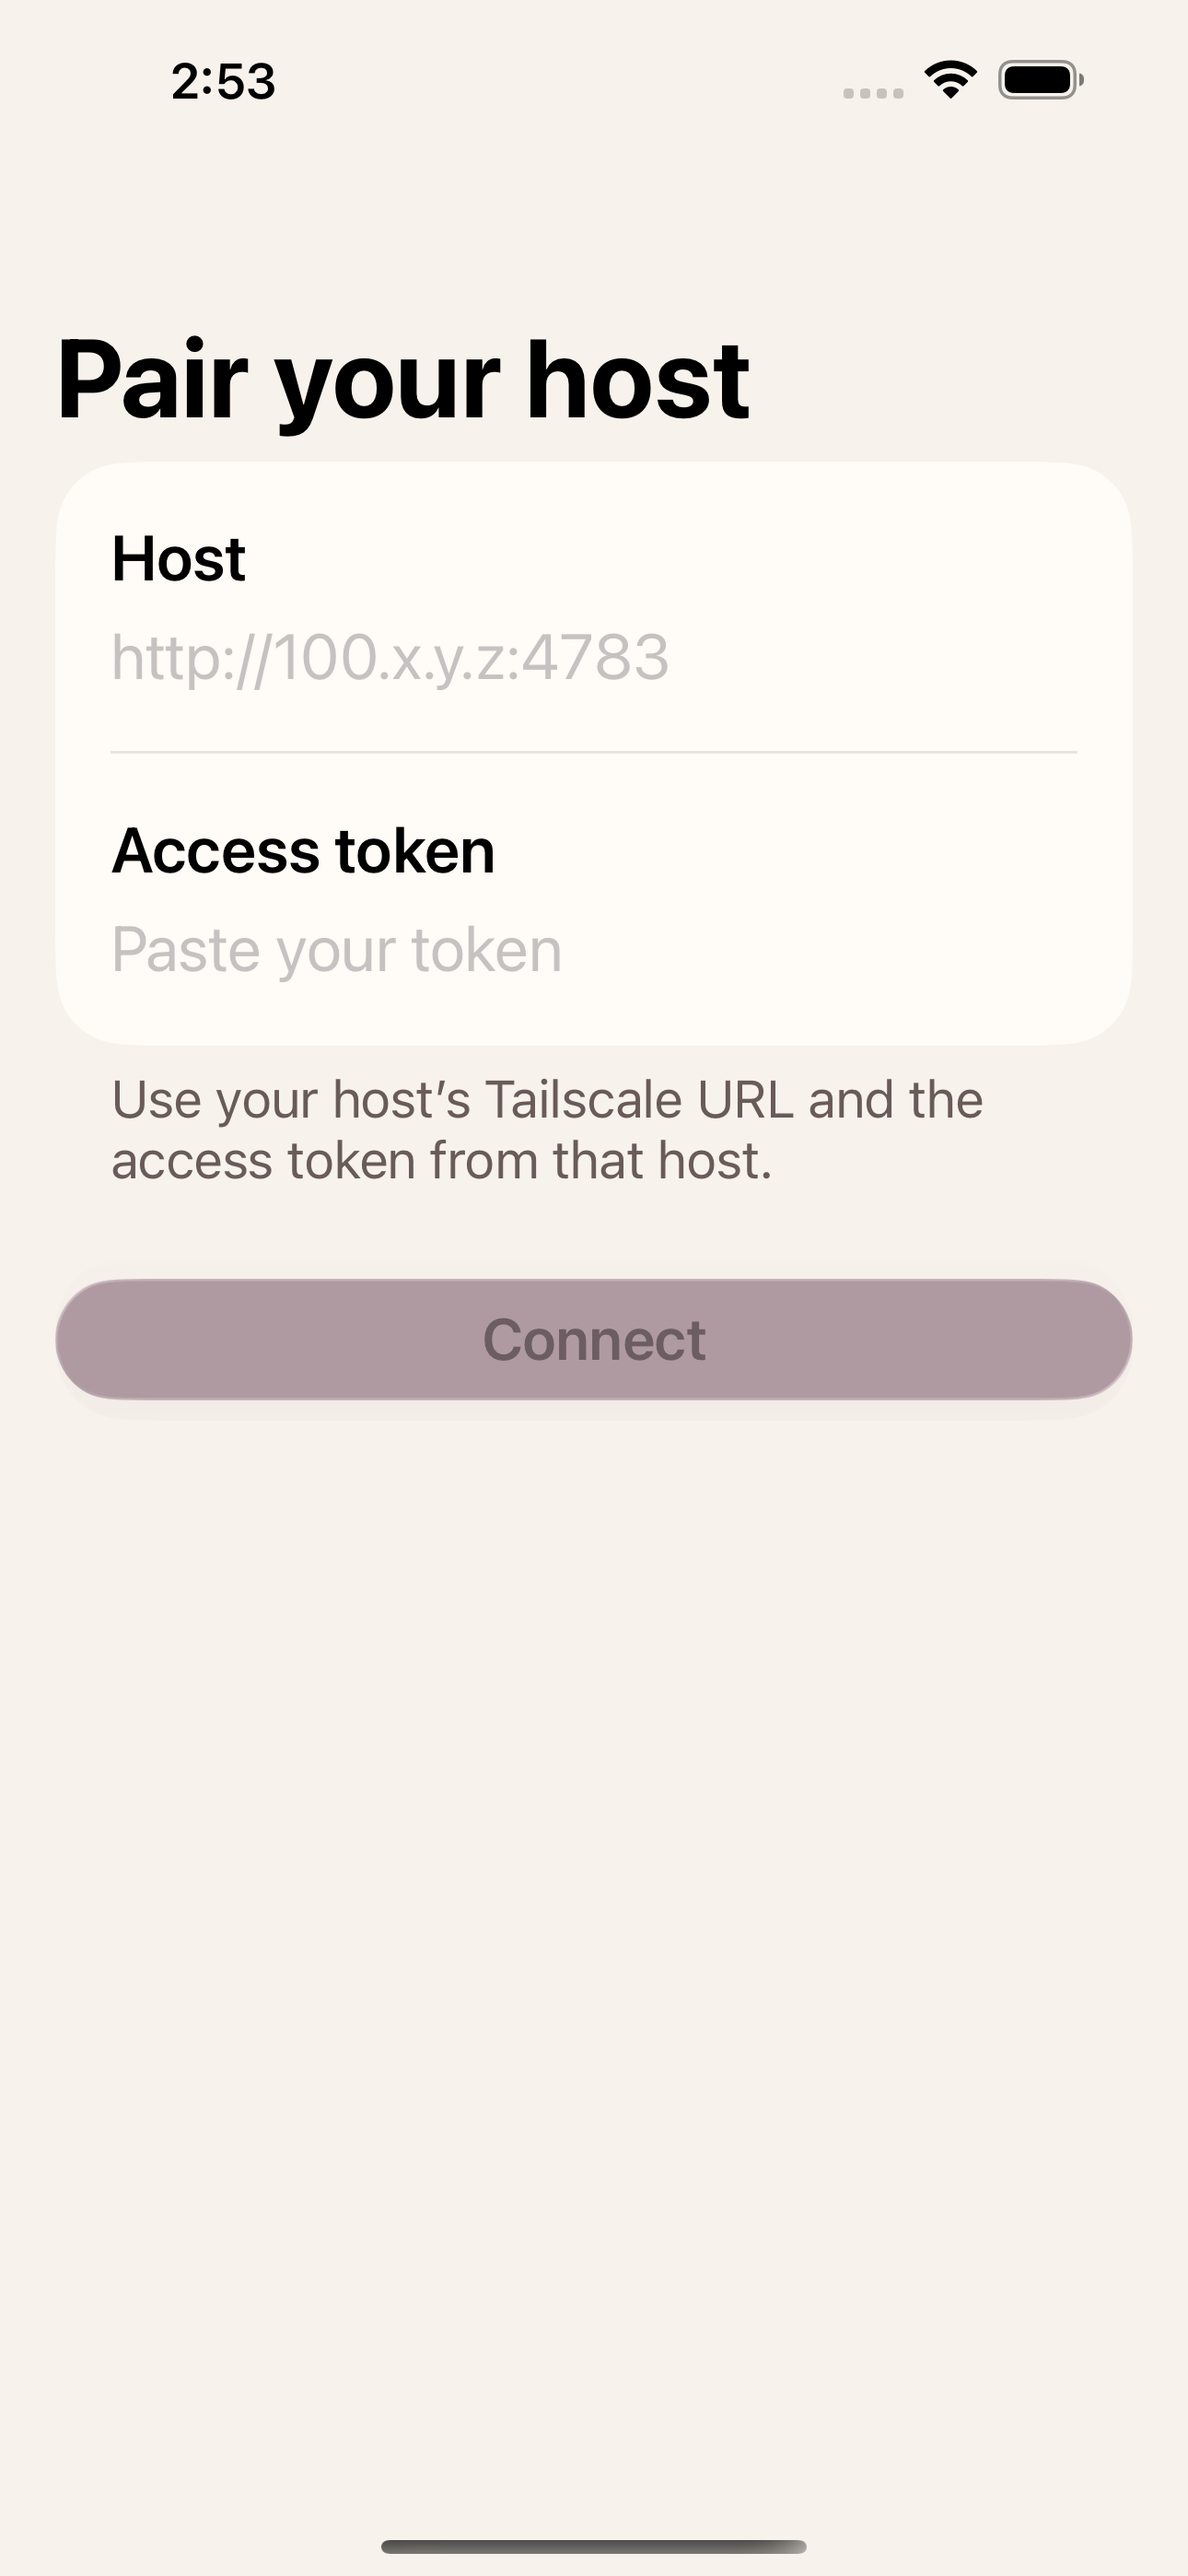 2:53
Pair your host
Host
http://100.x.y.z:4783
Access token
Paste your token
Use your host’s Tailscale URL and the
access token from that host.
Connect